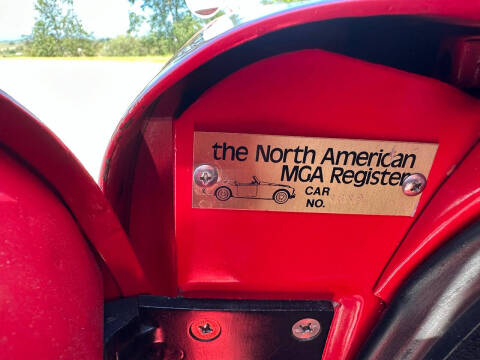 the North American
MGA Register
CAR
NO.